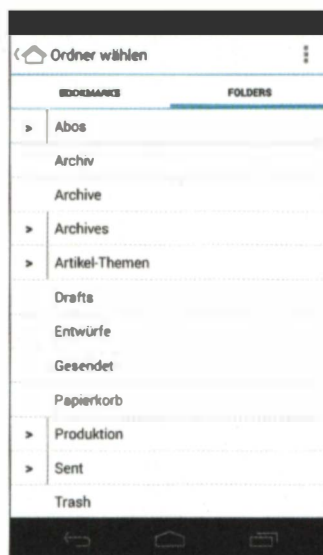 Ordner wählen
BOOKMARKS FOLDERS
> Abos
Archiv
Archive
> Archives
> Artikel-Themen
Drafts
Entwürfe
Gesendet
Papierkorb
> Produktion
> Sent
Trash